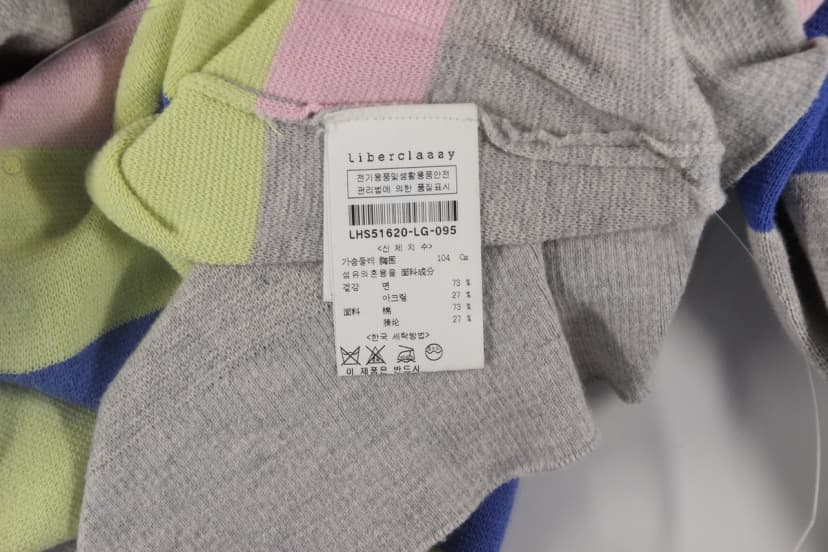 liberclassy
전기용품및생활용품안전
관리법에 의한 품질표시
LHS51620-LG-095
<신체치수>
가슴둘레 胸围 104 Cm
섬유의혼용율 面料成分
겉감 면 73 %
아크릴 27 %
面料 棉 73 %
腈纶 27 %
<한국 세탁방법>
이 제품은 반드시